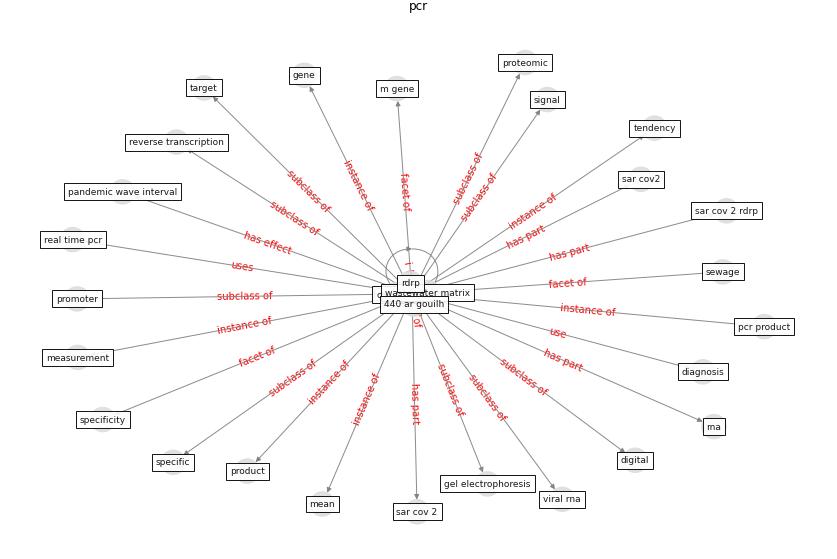 pcr
proteomic
gene
target
m gene
signal
tendency
reverse transcription
sar cov2
pandemic wave interval
sar cov 2 rdrp
real time pcr
sewage
promoter
pcr product
measurement
diagnosis
specificity
rna
specific
product
digital
gel electrophoresis
viral rna
mean
sar cov 2
rdrp
wastewater matrix
440 ar gouilh
subclass of
instance of
facet of
subclass of
subclass of
instance of
subclass of
has part
has effect
has part
uses
facet of
subclass of
instance of
instance of
use
facet of
has part
subclass of
instance of
instance of
has part
subclass of
subclass of
subclass of
of